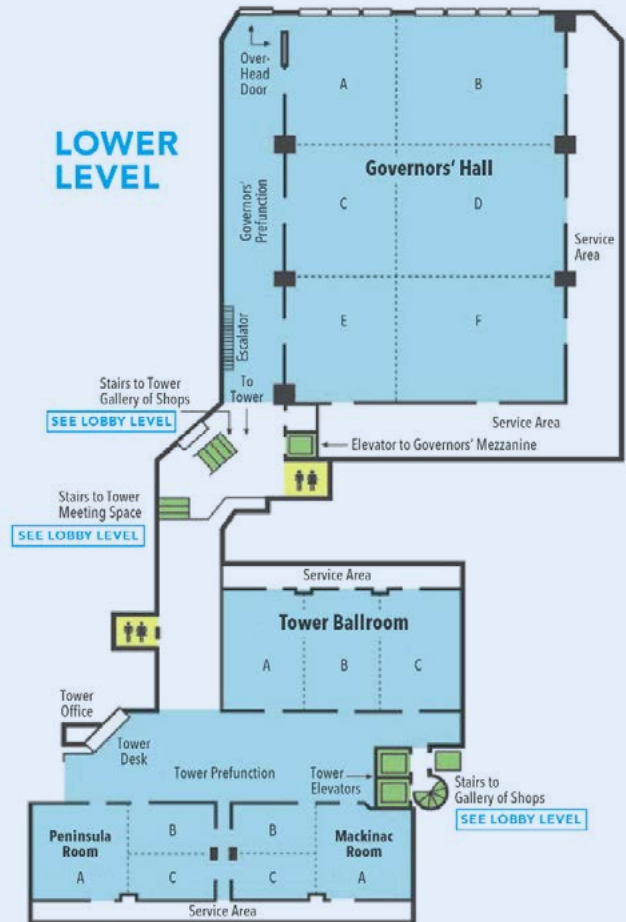 LOWER
LEVEL
Over-
Head
Door
A
B
Governors' Hall
Governors'
Prefunction
C
D
Service
Area
E
F
Escalator
To
Tower
Stairs to Tower
Gallery of Shops
SEE LOBBY LEVEL
Service Area
Elevator to Governors' Mezzanine
Stairs to Tower
Meeting Space
SEE LOBBY LEVEL
Service Area
Tower Ballroom
A
B
C
Tower
Office
Tower
Desk
Tower Prefunction
Tower
Elevators
Stairs to
Gallery of Shops
SEE LOBBY LEVEL
Peninsula
Room
B
B
Mackinac
Room
A
C
C
A
Service Area